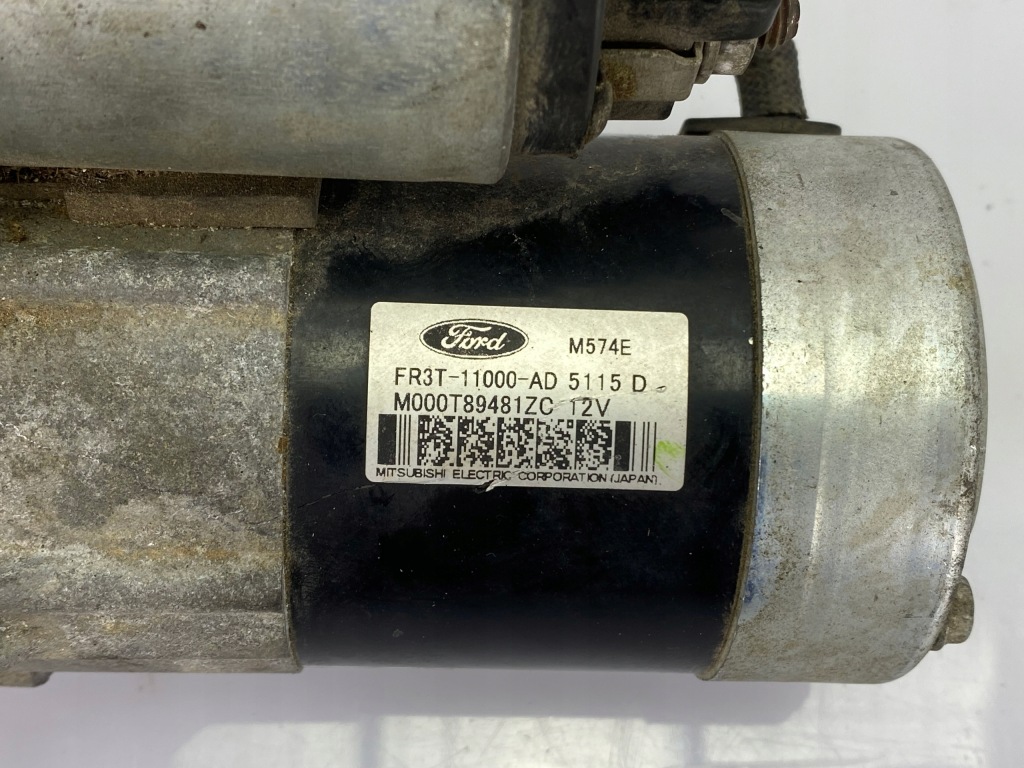 Ford M574E
FR3T-11000-AD 5115 D
M000T89481ZC 12V
MITSUBISHI ELECTRIC CORPORATION (JAPAN).